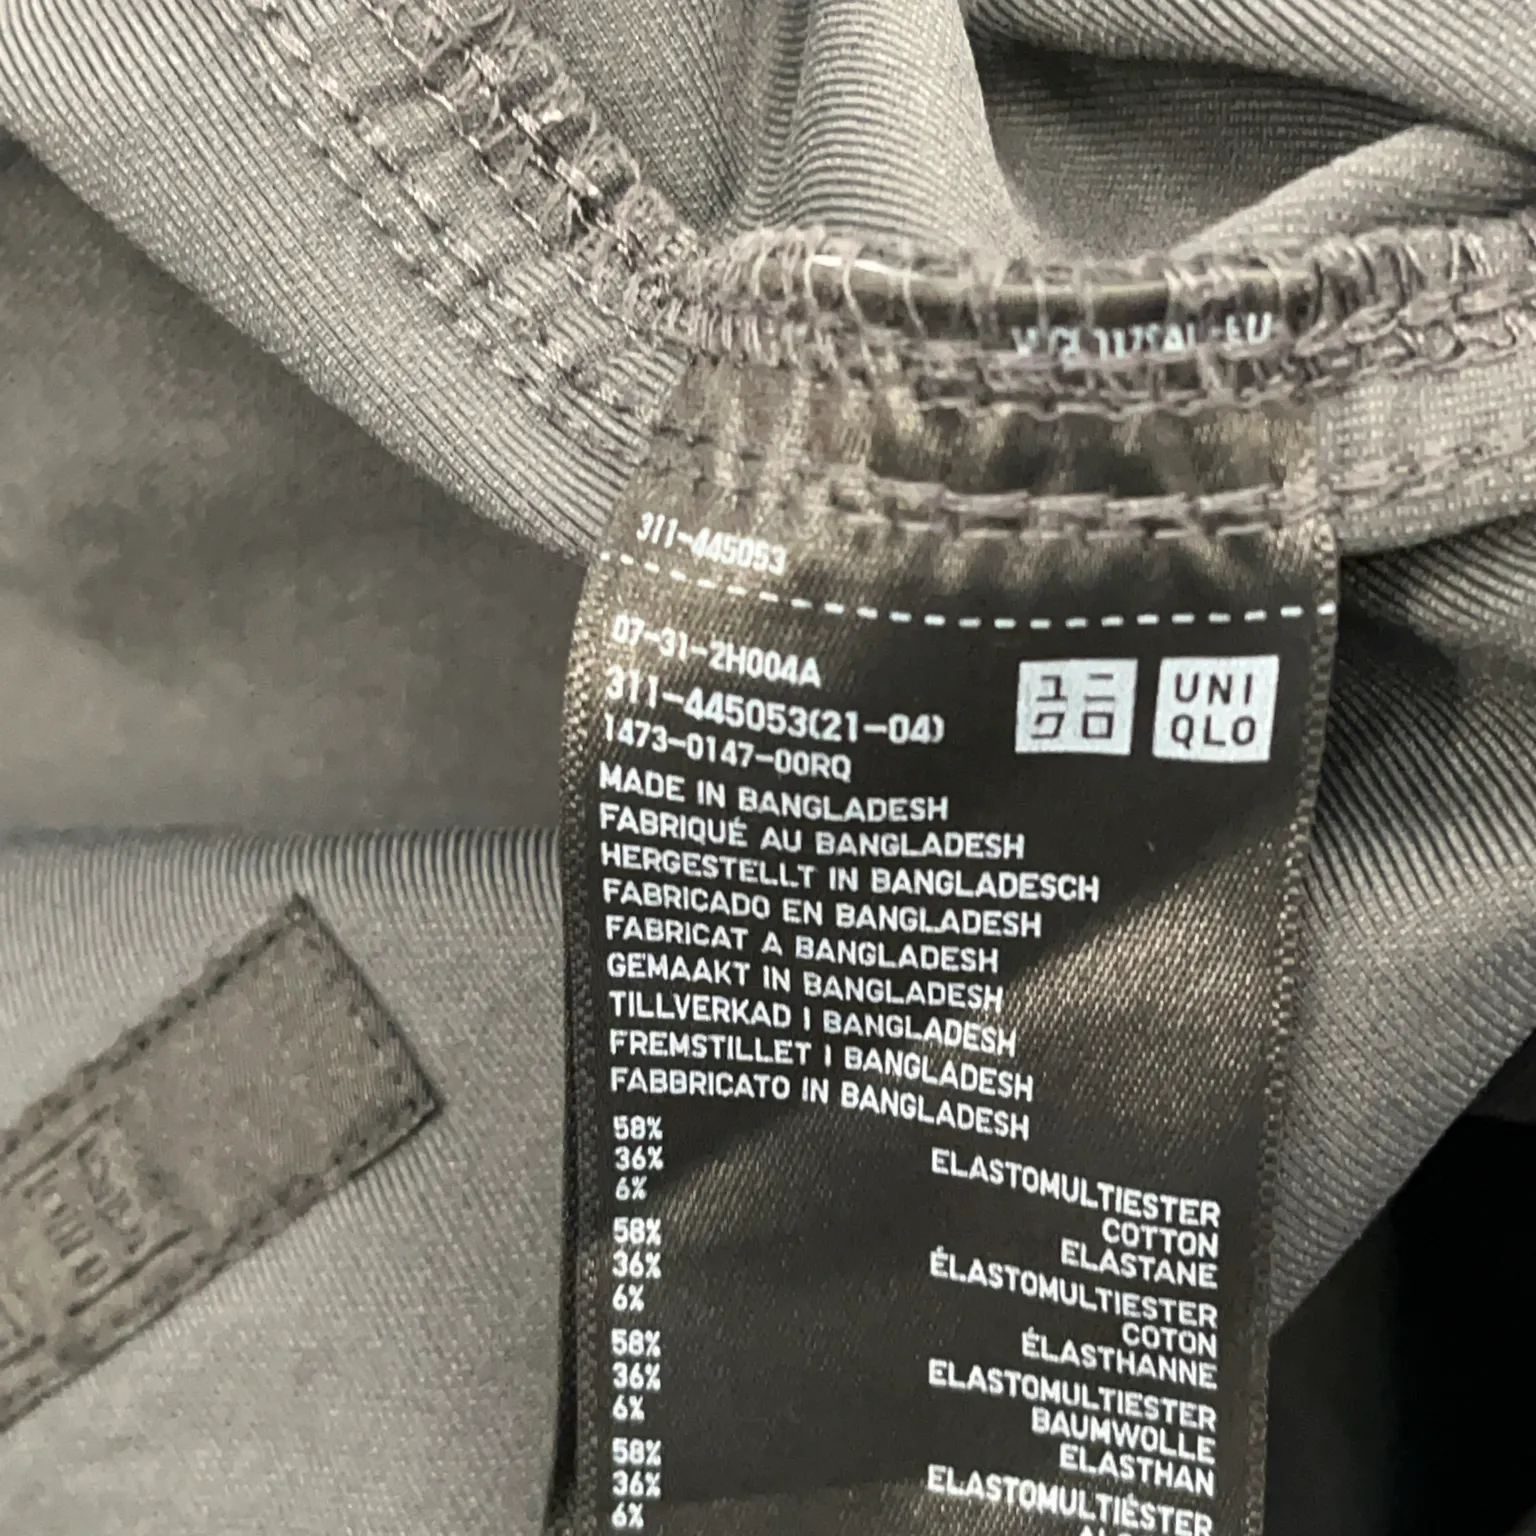 311-445053
07-31-2H004A
311-445053(21-04)
1473-0147-00RQ
ユニ
クロ
UNI
QLO
MADE IN BANGLADESH
FABRIQUÉ AU BANGLADESH
HERGESTELLT IN BANGLADESCH
FABRICADO EN BANGLADESH
FABRICAT A BANGLADESH
GEMAAKT IN BANGLADESH
TILLVERKAD I BANGLADESH
FREMSTILLET I BANGLADESH
FABBRICATO IN BANGLADESH
58% ELASTOMULTIESTER
36% COTTON
6% ELASTANE
58% ÉLASTOMULTIESTER
36% COTON
6% ÉLASTHANNE
58% ELASTOMULTIESTER
36% BAUMWOLLE
6% ELASTHAN
58% ELASTOMULTIÉSTER
36%
6%